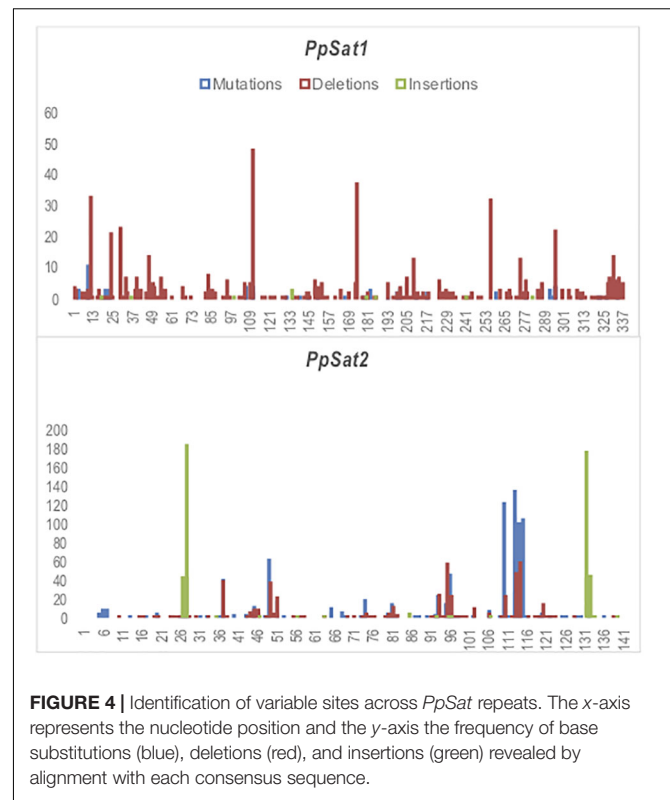 PpSat1
Mutations Deletions Insertions
60
50
40
30
20
10
0
1 13 25 37 49 61 73 85 97 109 121 133 145 157 169 181 193 205 217 229 241 253 265 277 289 301 313 325 337
PpSat2
200
180
160
140
120
100
80
60
40
20
0
1 6 11 16 21 26 31 36 41 46 51 56 61 66 71 76 81 86 91 96 101 106 111 116 121 126 131 136 141
FIGURE 4 | Identification of variable sites across PpSat repeats. The x-axis
represents the nucleotide position and the y-axis the frequency of base
substitutions (blue), deletions (red), and insertions (green) revealed by
alignment with each consensus sequence.